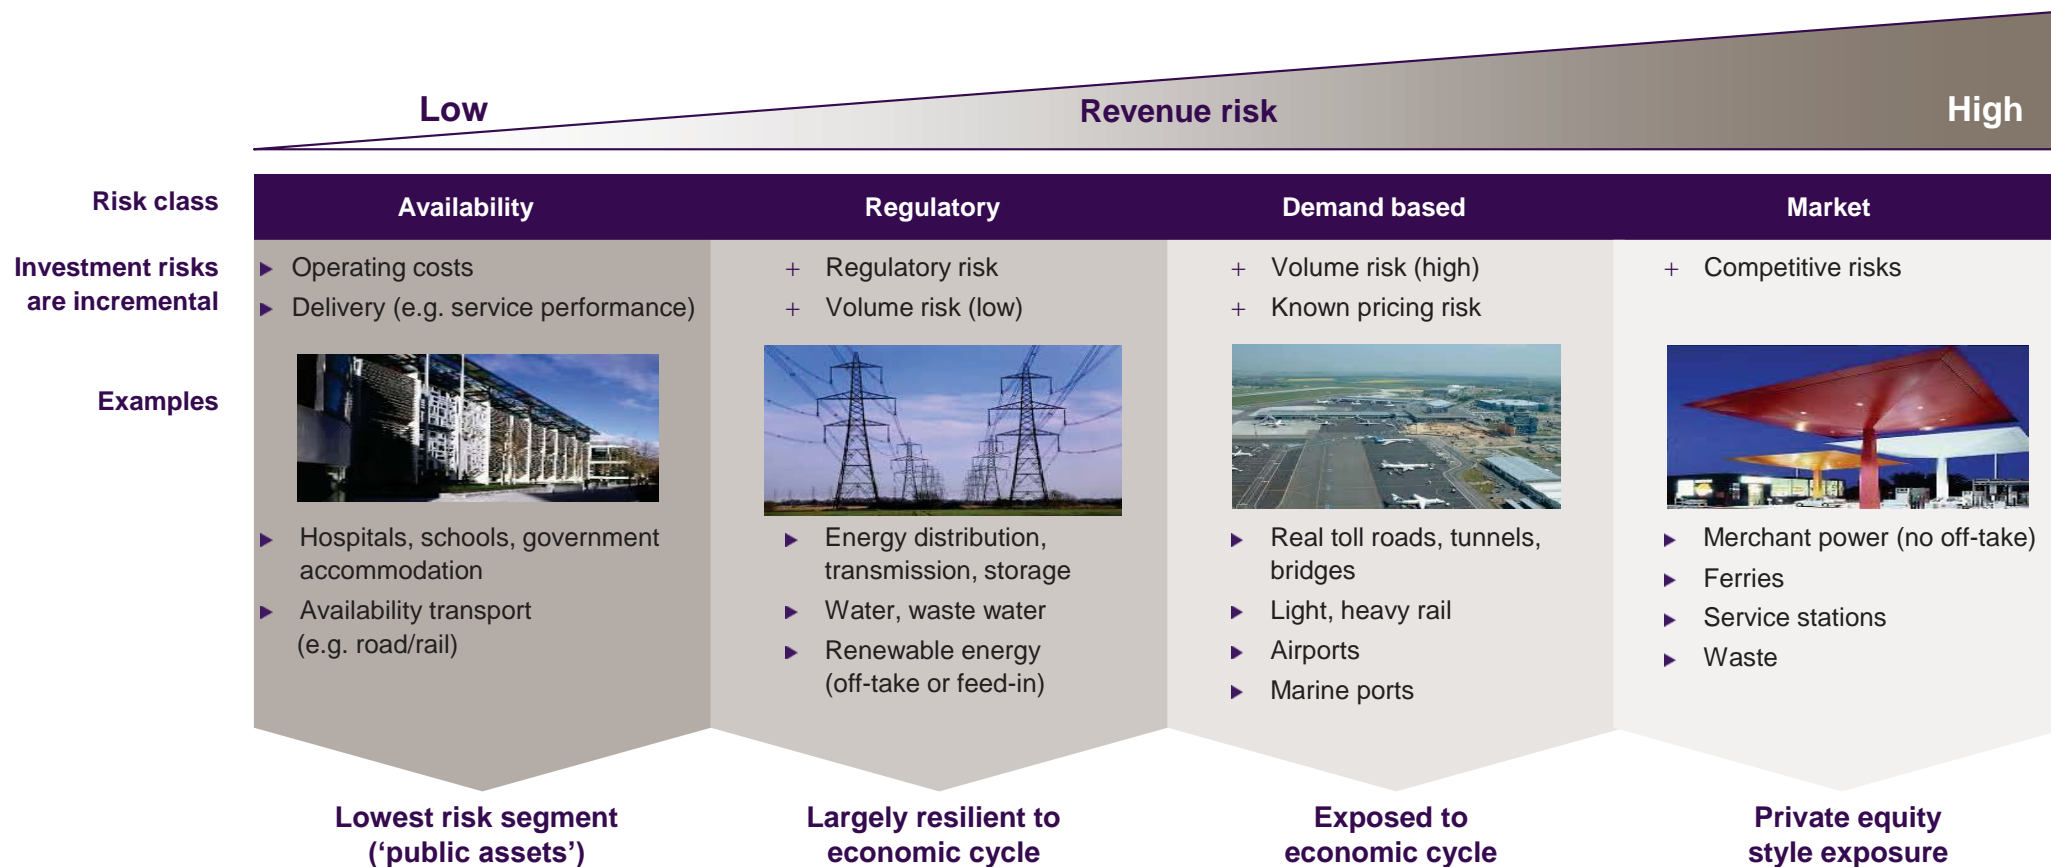 Low
Revenue risk
High
Risk class
Availability
Regulatory
Demand based
Market
Investment risks
are incremental
Operating costs
Delivery (e.g. service performance)
+ Regulatory risk
+ Volume risk (low)
+ Volume risk (high)
+ Known pricing risk
+ Competitive risks
Examples
Hospitals, schools, government
accommodation
Availability transport
(e.g. road/rail)
Energy distribution,
transmission, storage
Water, waste water
Renewable energy
(off-take or feed-in)
Real toll roads, tunnels,
bridges
Light, heavy rail
Airports
Marine ports
Merchant power (no off-take)
Ferries
Service stations
Waste
Lowest risk segment
(‘public assets’)
Largely resilient to
economic cycle
Exposed to
economic cycle
Private equity
style exposure